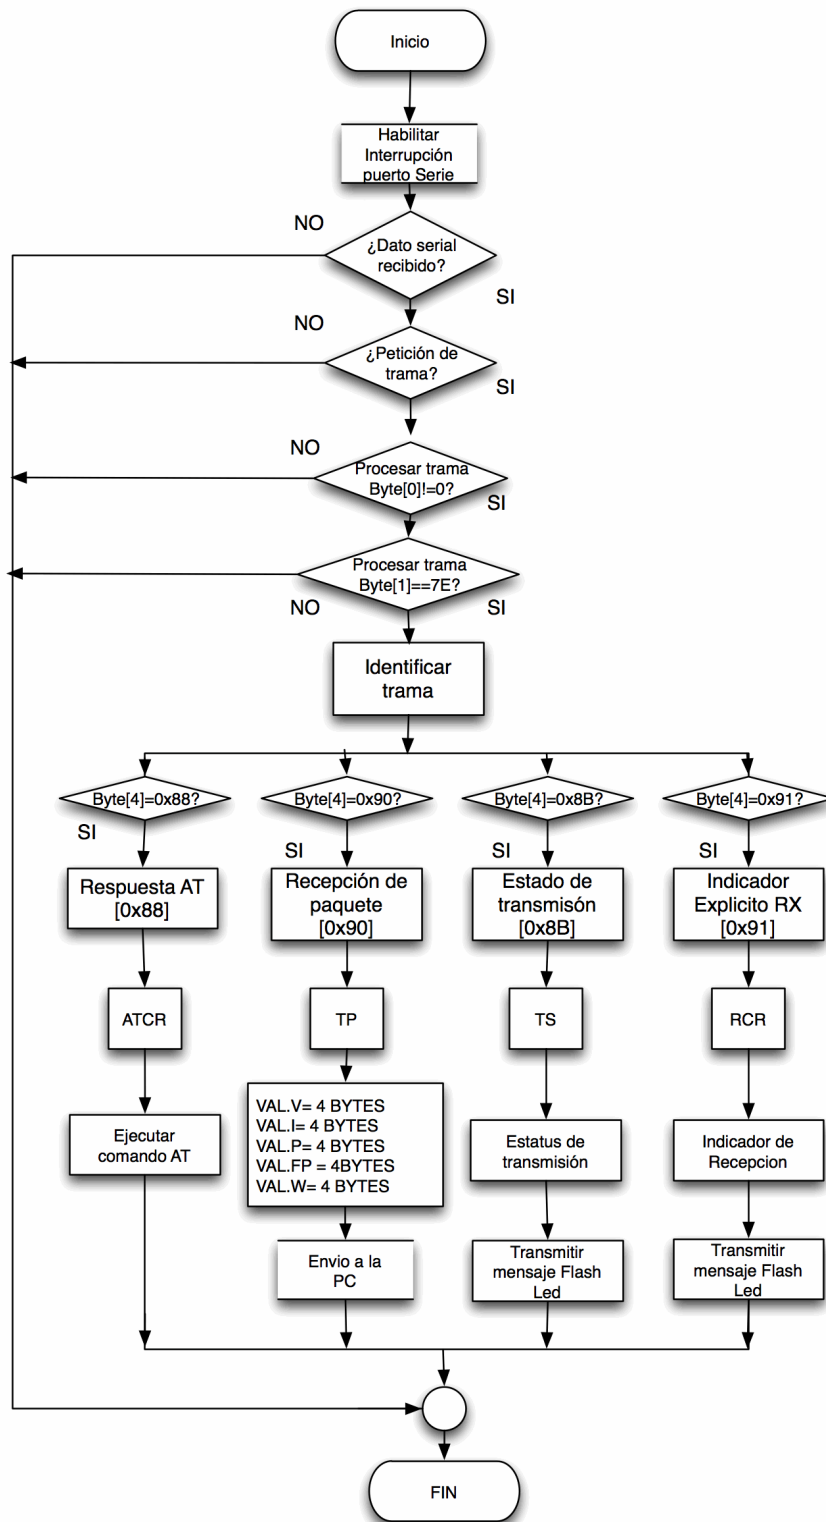 Inicio
Habilitar
Interrupción
puerto Serie
NO
¿Dato serial
recibido?
SI
NO
¿Petición de
trama?
SI
NO
Procesar trama
Byte[0]!=0?
SI
Procesar trama
Byte[1]==7E?
NO
SI
Identificar
trama
Byte[4]=0x88?
Byte[4]=0x90?
Byte[4]=0x8B?
Byte[4]=0x91?
SI
SI
SI
SI
Respuesta AT
[0x88]
Recepción de
paquete
[0x90]
Estado de
transmisón
[0x8B]
Indicador
Explicito RX
[0x91]
ATCR
TP
TS
RCR
Ejecutar
comando AT
VAL.V= 4 BYTES
VAL.I= 4 BYTES
VAL.P= 4 BYTES
VAL.FP = 4BYTES
VAL.W= 4 BYTES
Estatus de
transmisión
Indicador de
Recepcion
Envio a la
PC
Transmitir
mensaje Flash
Led
Transmitir
mensaje Flash
Led
FIN